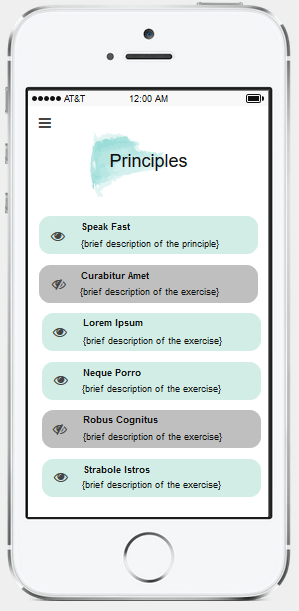 AT&T 12:00 AM
Principles
Speak Fast
{brief description of the principle}
Curabitur Amet
{brief description of the exercise}
Lorem Ipsum
{brief description of the exercise}
Neque Porro
{brief description of the exercise}
Robus Cognitus
{brief description of the exercise}
Strabole Istros
{brief description of the exercise}